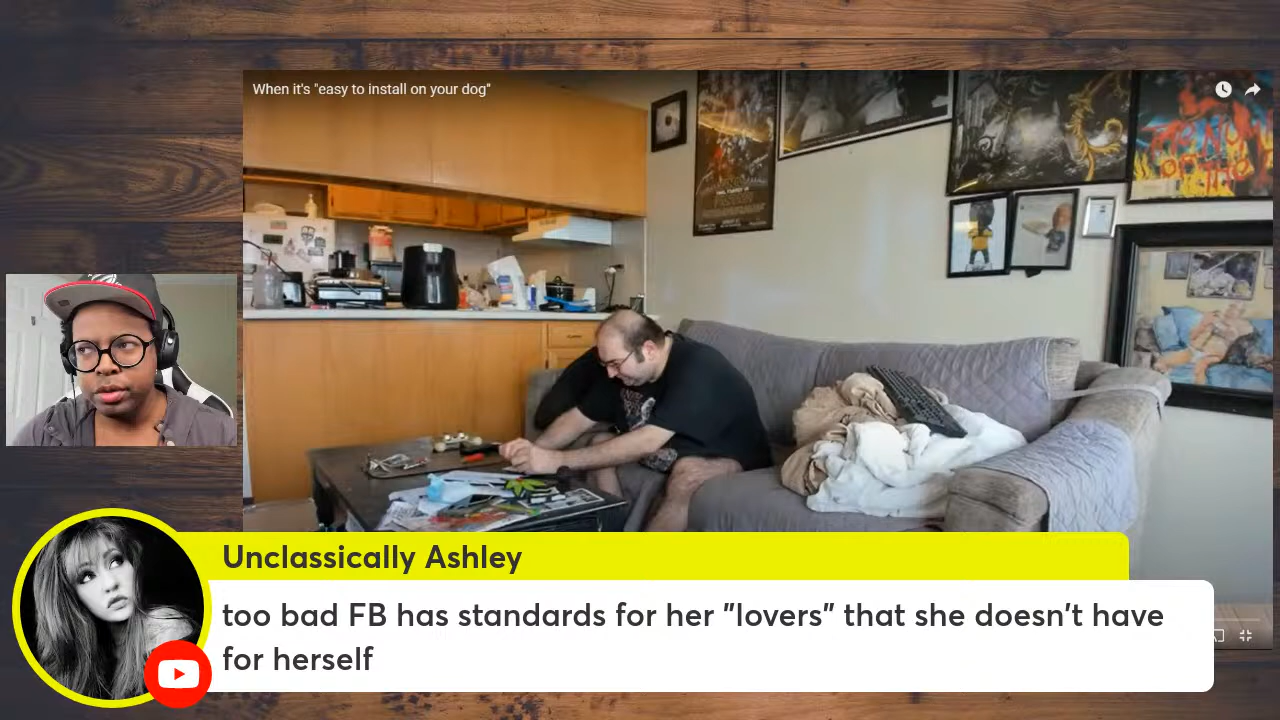 When it's "easy to install on your dog"
Unclassically Ashley
too bad FB has standards for her "lovers" that she doesn't have
for herself